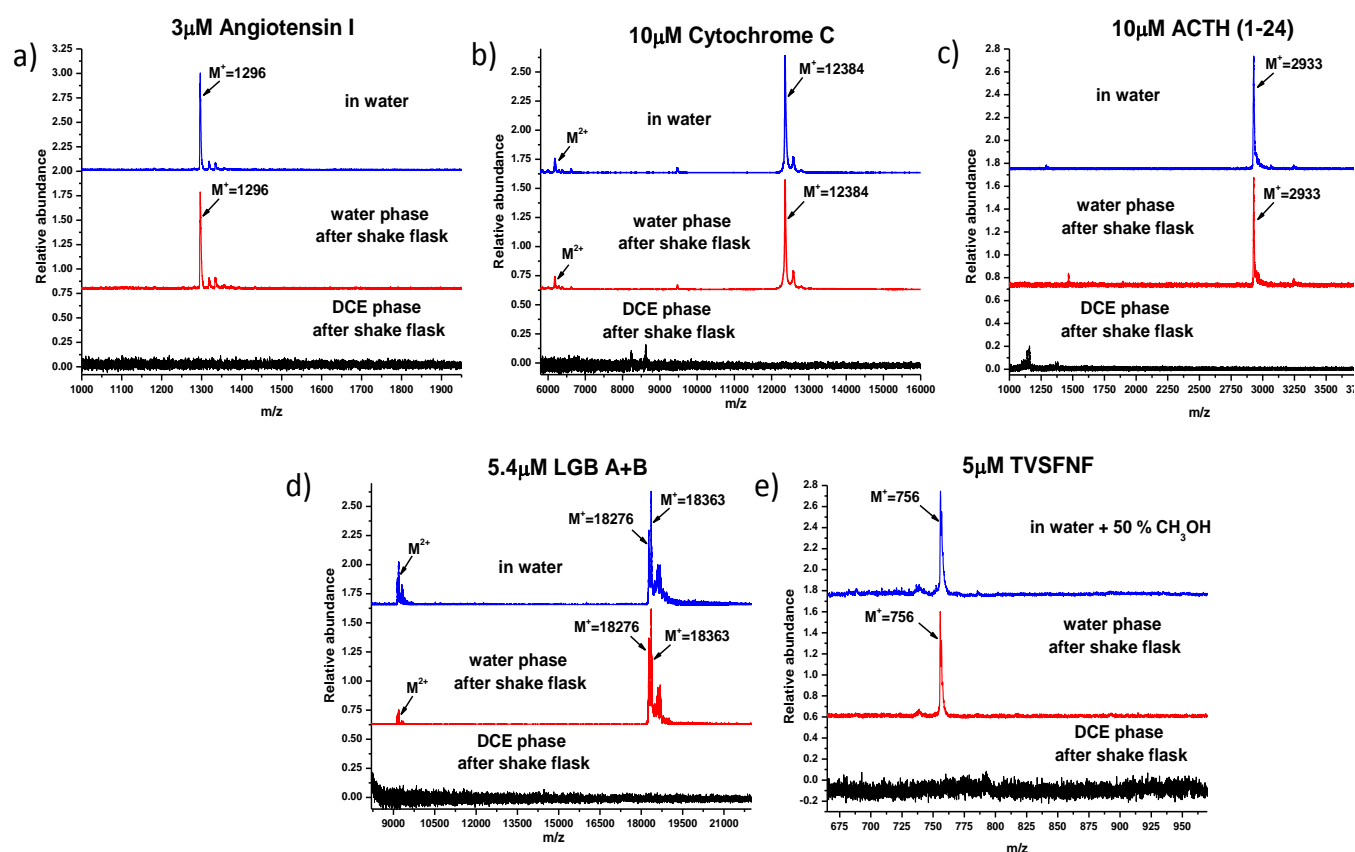 a)
3μM Angiotensin I
3.25
3.00
2.75
2.50
2.25
2.00
1.75
1.50
1.25
1.00
0.75
0.50
0.25
0.00
Relative abundance
M⁺=1296
in water
M⁺=1296
water phase
after shake flask
DCE phase
after shake flask
1000 1100 1200 1300 1400 1500 1600 1700 1800 1900
m/z
b)
10μM Cytochrome C
2.50
2.25
2.00
1.75
1.50
1.25
1.00
0.75
0.50
0.25
0.00
Relative abundance
M⁺=12384
in water
M²⁺
M⁺=12384
water phase
after shake flask
M²⁺
DCE phase
after shake flask
6000 7000 8000 9000 10000 11000 12000 13000 14000 15000 16000
m/z
c)
10μM ACTH (1-24)
2.8
2.6
2.4
2.2
2.0
1.8
1.6
1.4
1.2
1.0
0.8
0.6
0.4
0.2
0.0
Relative abundance
M⁺=2933
in water
M⁺=2933
water phase
after shake flask
DCE phase
after shake flask
1000 1250 1500 1750 2000 2250 2500 2750 3000 3250 3500
m/z
d)
5.4μM LGB A+B
2.50
2.25
2.00
1.75
1.50
1.25
1.00
0.75
0.50
0.25
0.00
Relative abundance
M⁺=18363
M⁺=18276
M²⁺
in water
M⁺=18276
M⁺=18363
water phase
after shake flask
M²⁺
DCE phase
after shake flask
9000 10500 12000 13500 15000 16500 18000 19500 21000
m/z
e)
5μM TVSFNF
2.8
2.6
2.4
2.2
2.0
1.8
1.6
1.4
1.2
1.0
0.8
0.6
0.4
0.2
0.0
-0.2
Relative abundance
M⁺=756
in water + 50 % CH₃OH
M⁺=756
water phase
after shake flask
DCE phase
after shake flask
675 700 725 750 775 800 825 850 875 900 925 950
m/z